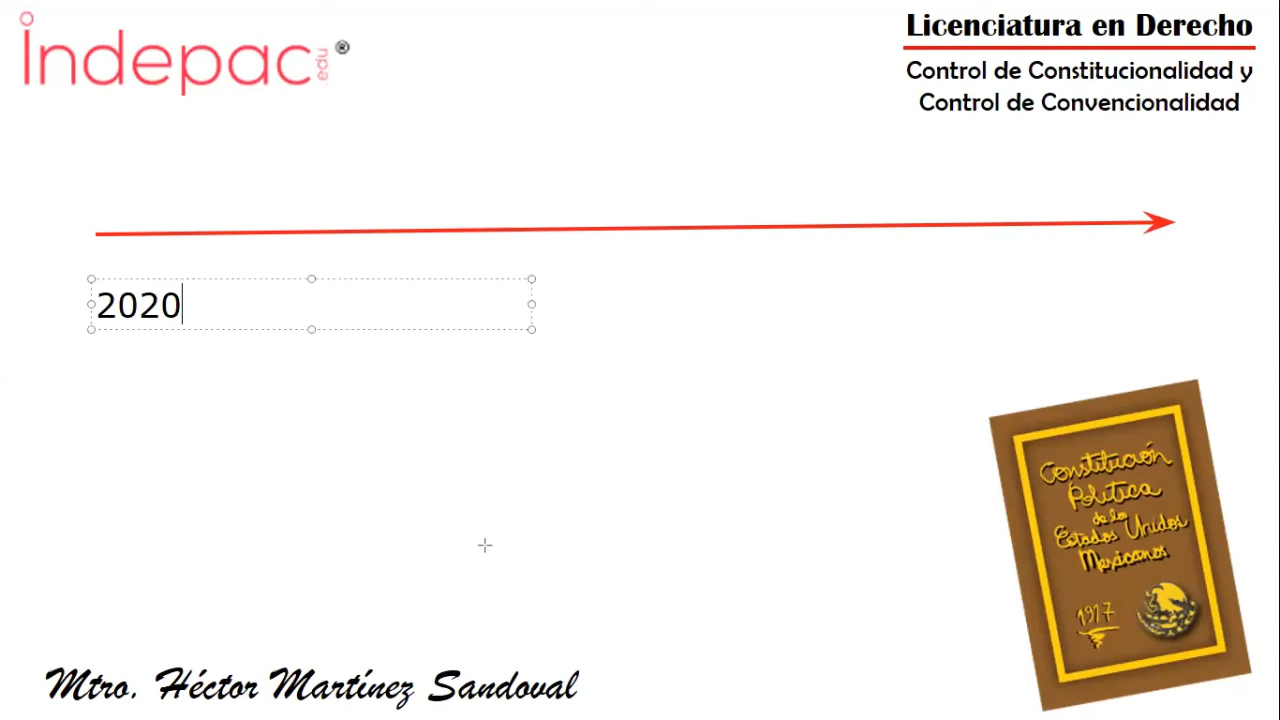 indepac.edu ®
Licenciatura en Derecho
Control de Constitucionalidad y
Control de Convencionalidad
2020
Constitución
Política
de los
Estados Unidos
Mexicanos
1917
Mtro. Héctor Martínez Sandoval